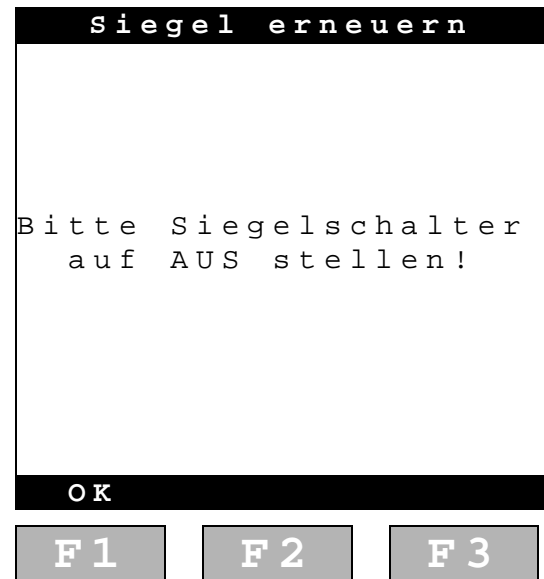 Siegel erneuern
Bitte Siegelschalter
auf AUS stellen!
OK
F1 F2 F3